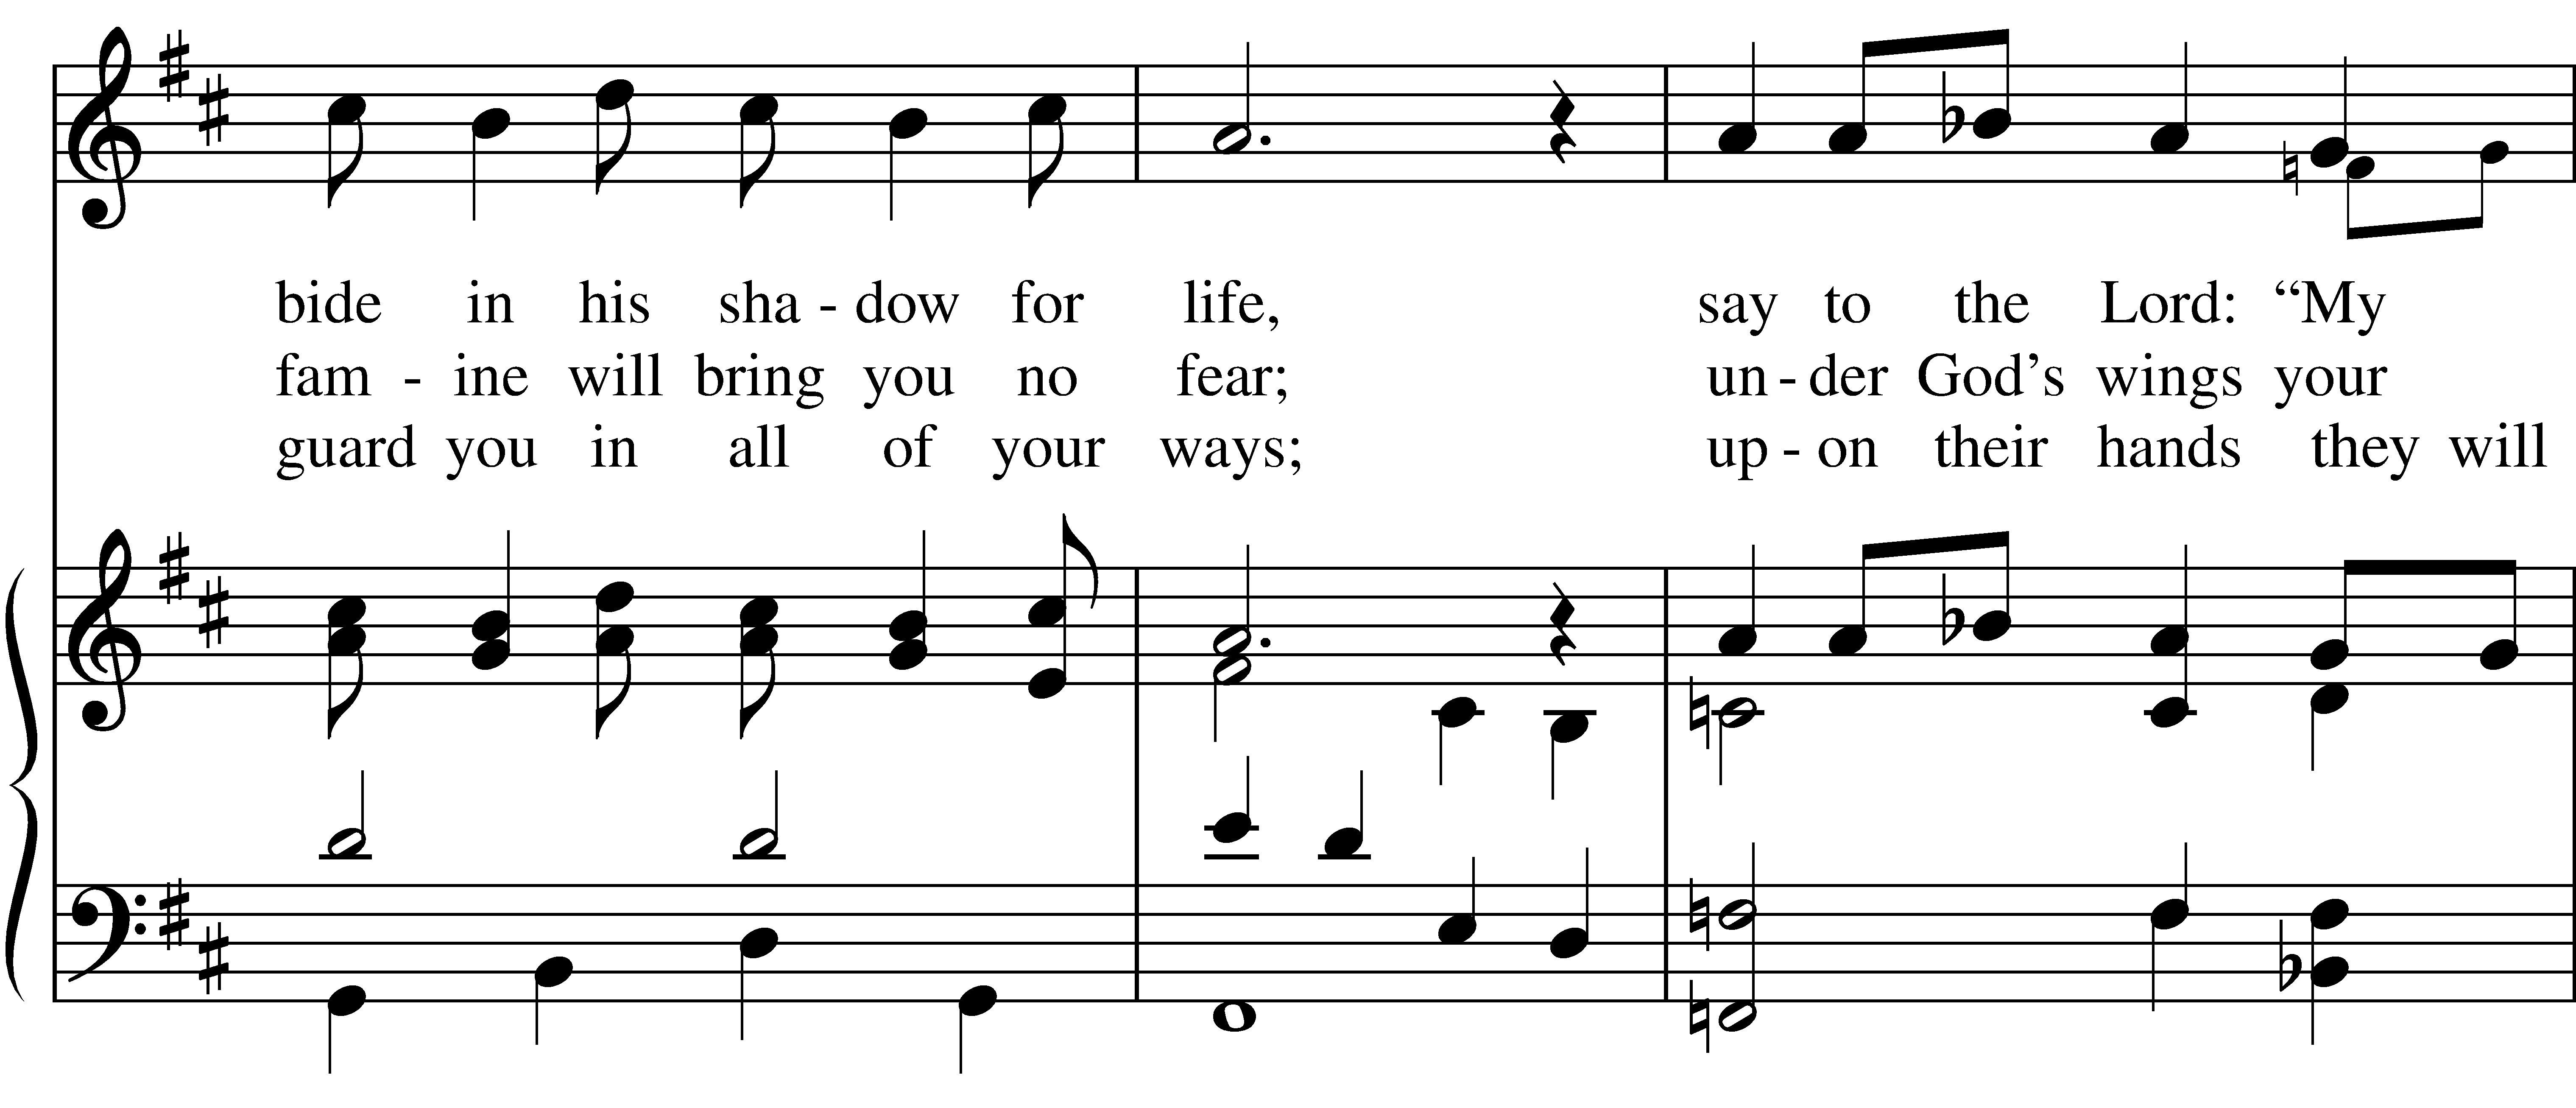 bide in his sha - dow for life, say to the Lord: “My
fam - ine will bring you no fear; un - der God’s wings your
guard you in all of your ways; up - on their hands they will